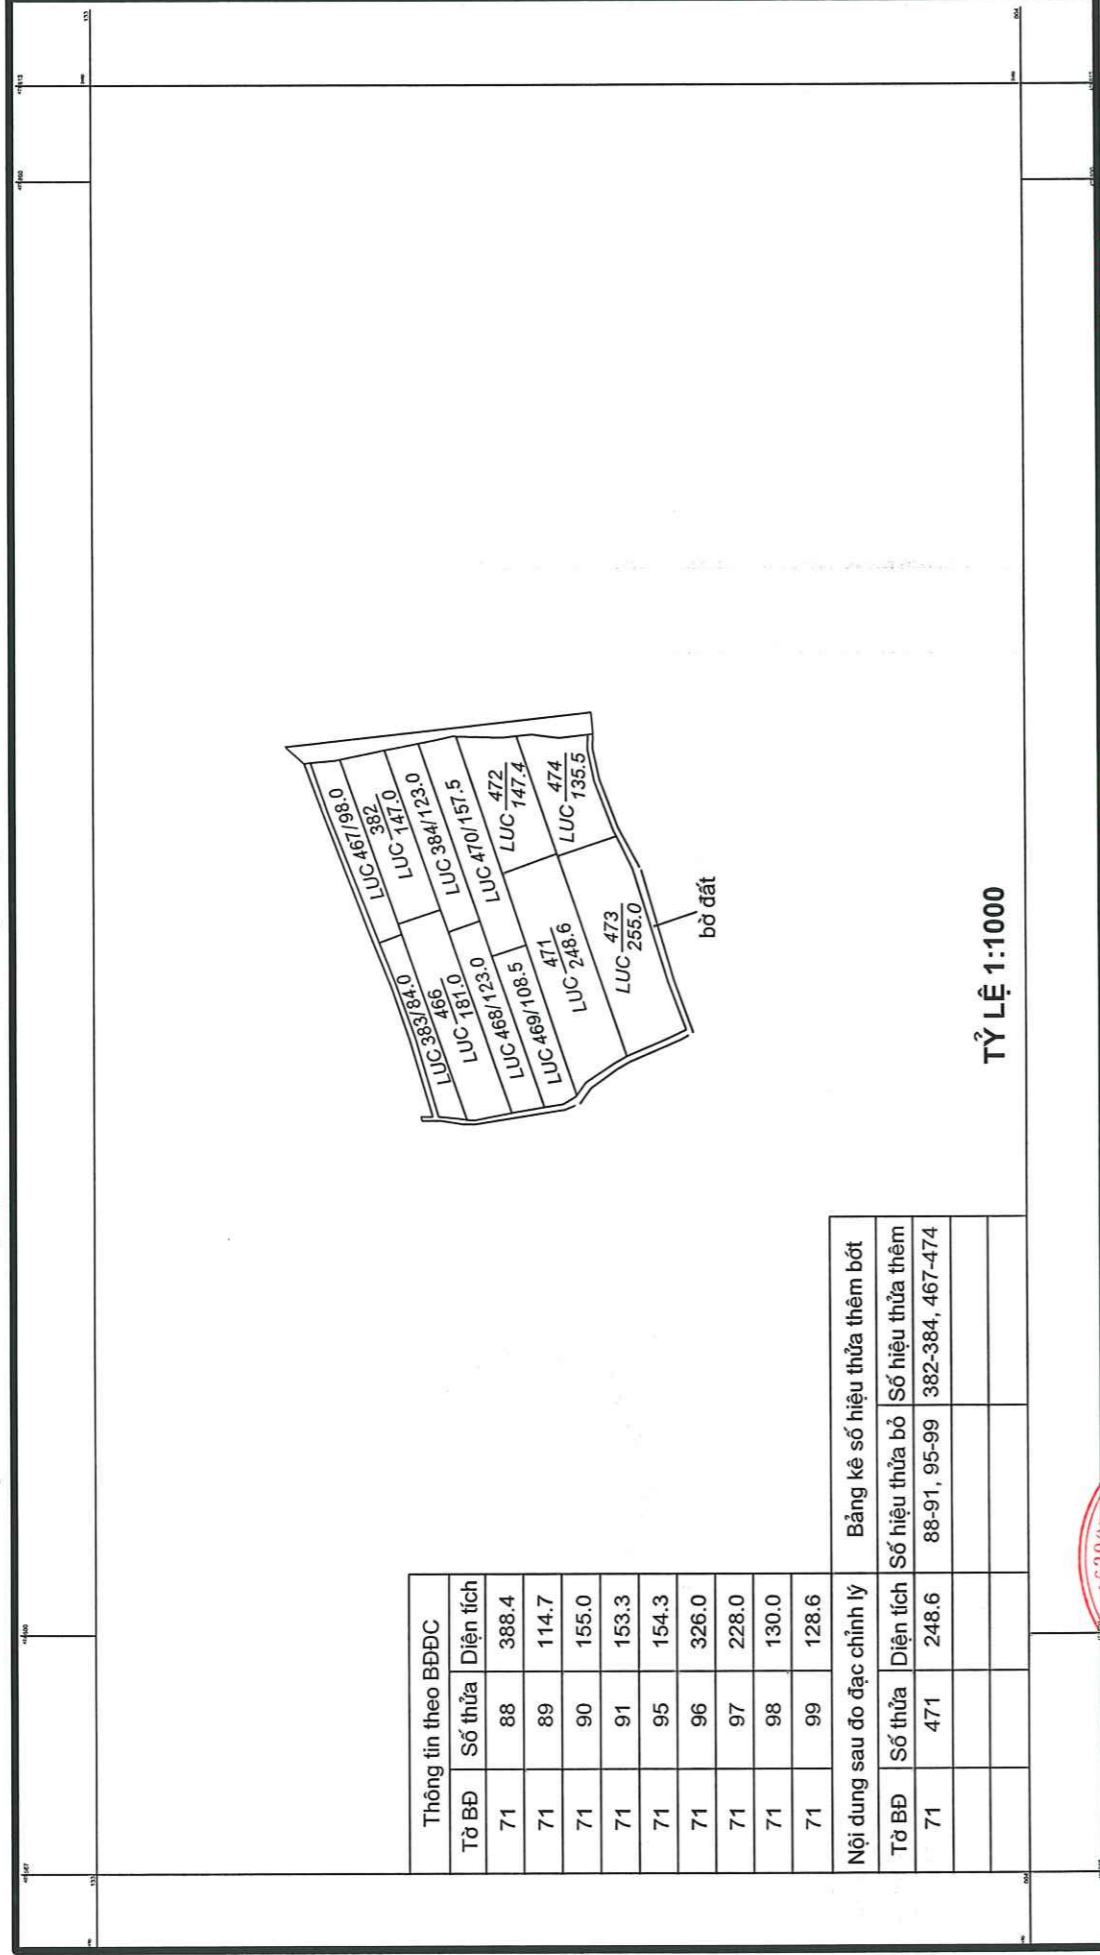 LUC 467/98.0
382
LUC 147.0
LUC 383/84.0
466
LUC 181.0
LUC 384/123.0
LUC 468/123.0
LUC 470/157.5
LUC 469/108.5
472
LUC 147.4
471
LUC 248.6
474
LUC 135.5
473
LUC 255.0
bờ đất
Thông tin theo BĐĐC
Tờ BĐ Số thửa Diện tích
71 88 388.4
71 89 114.7
71 90 155.0
71 91 153.3
71 95 154.3
71 96 326.0
71 97 228.0
71 98 130.0
71 99 128.6
Nội dung sau đo đạc chỉnh lý Bảng kê số hiệu thửa thêm bớt
Tờ BĐ Số thửa Diện tích Số hiệu thửa bỏ Số hiệu thửa thêm
71 471 248.6 88-91, 95-99 382-384, 467-474
TỶ LỆ 1:1000